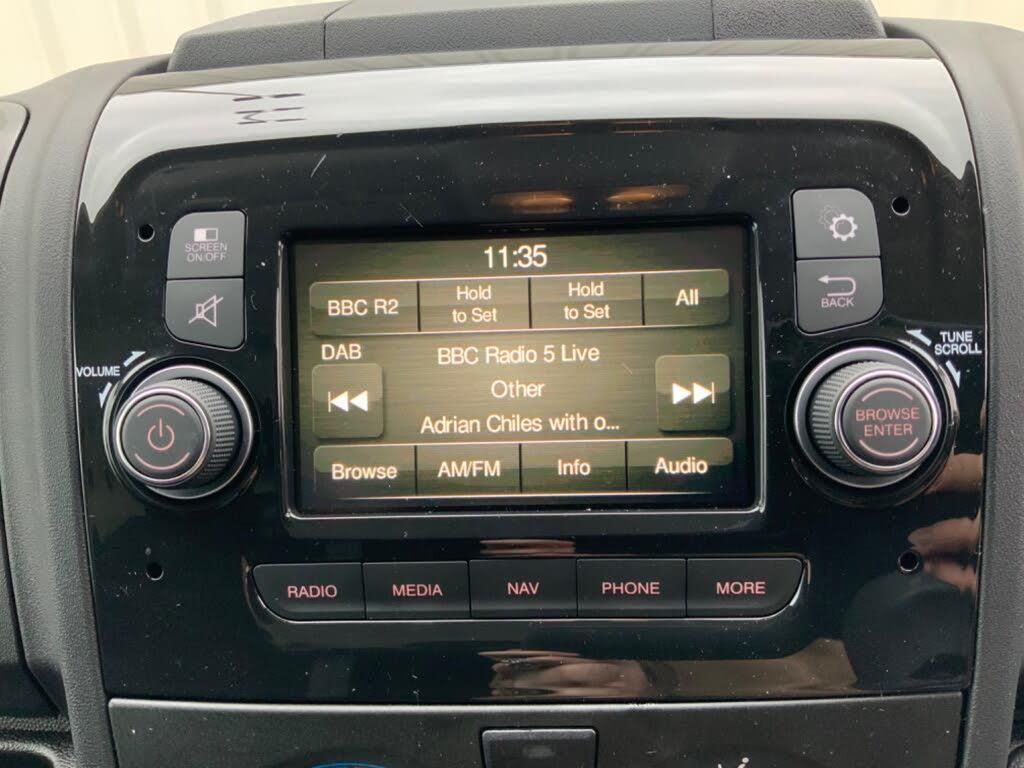 11:35
SCREEN
ON/OFF
BBC R2
Hold
to Set
Hold
to Set
All
BACK
DAB
BBC Radio 5 Live
VOLUME
TUNE
SCROLL
Other
BROWSE
ENTER
Adrian Chiles with o...
Browse
AM/FM
Info
Audio
RADIO
MEDIA
NAV
PHONE
MORE